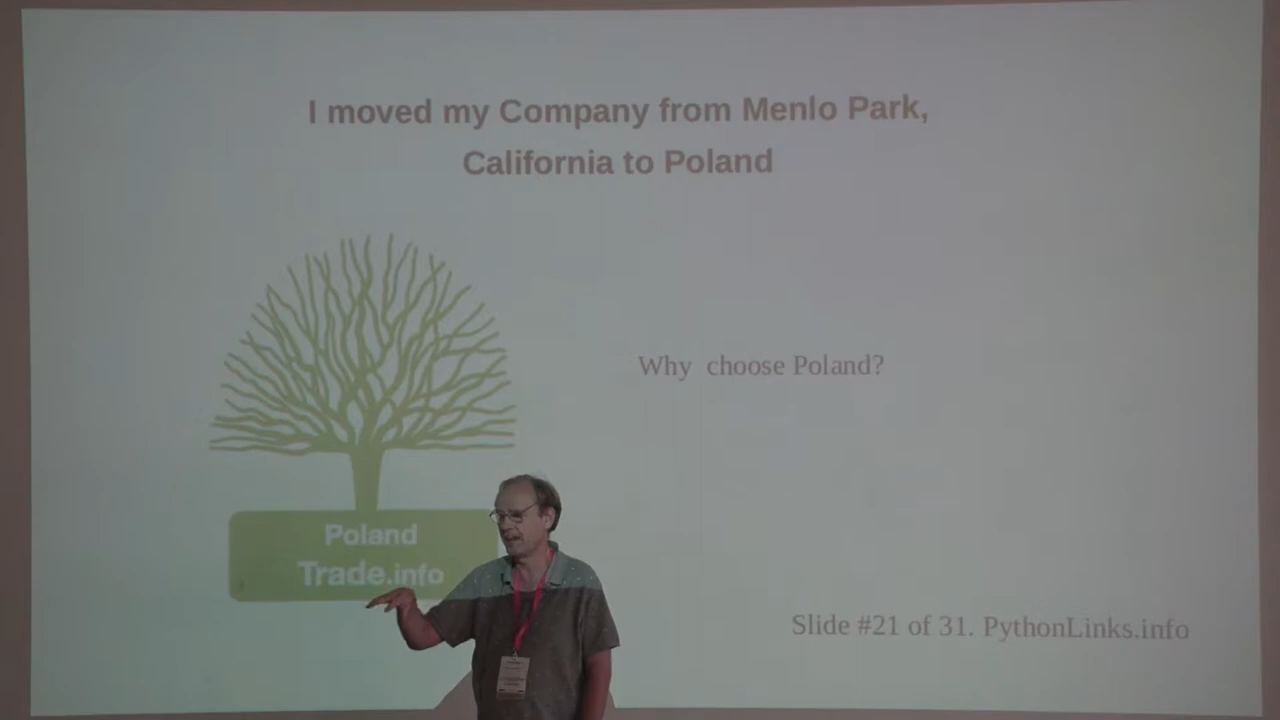 I moved my Company from Menlo Park,
California to Poland
Why choose Poland?
Poland
Trade.info
Slide #21 of 31. PythonLinks.info